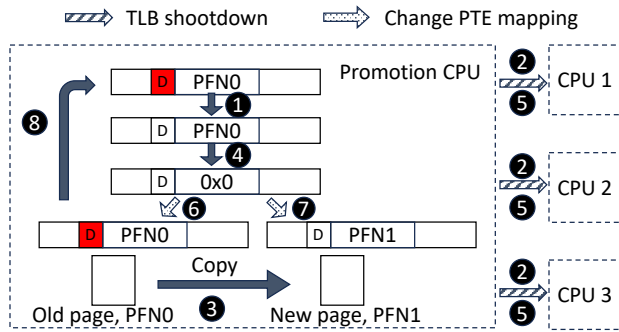 TLB shootdown
Change PTE mapping
Promotion CPU
D PFN0
1
D PFN0
4
D 0x0
8
6
7
D PFN0
D PFN1
Copy
3
Old page, PFN0
New page, PFN1
2
5
CPU 1
2
5
CPU 2
2
5
CPU 3